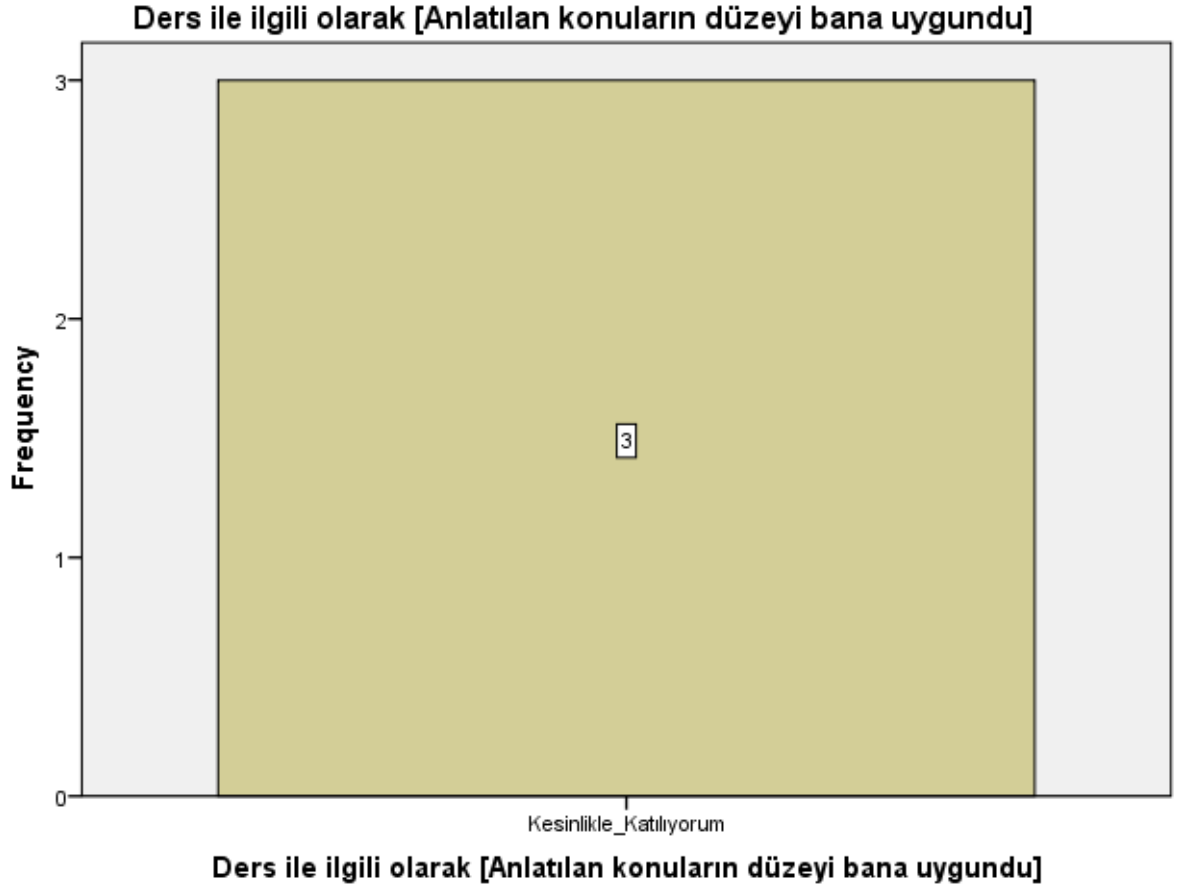 Ders ile ilgili olarak [Anlatılan konuların düzeyi bana uygundu]
3
2
1
0
Frequency
3
Kesinlikle_Katılıyorum
Ders ile ilgili olarak [Anlatılan konuların düzeyi bana uygundu]